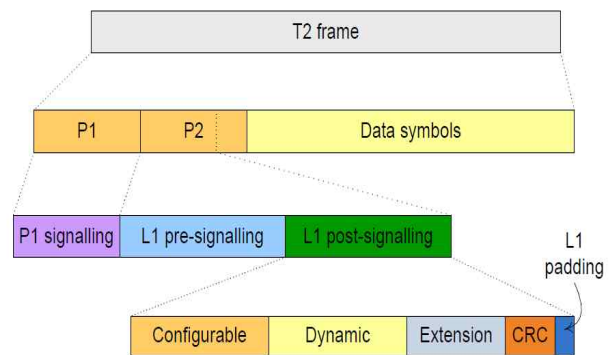 T2 frame
P1
P2
Data symbols
P1 signalling
L1 pre-signalling
L1 post-signalling
L1
padding
Configurable
Dynamic
Extension
CRC